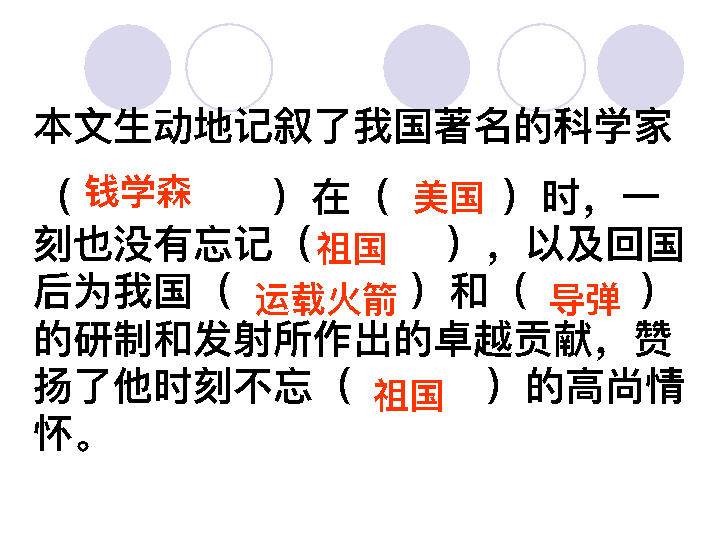 本文生动地记叙了我国著名的科学家
（钱学森 ）在（ 美国 ）时，一
刻也没有忘记（祖国 ），以及回国
后为我国（ 运载火箭 ）和（ 导弹 ）
的研制和发射所作出的卓越贡献，赞
扬了他时刻不忘（ 祖国 ）的高尚情
怀。